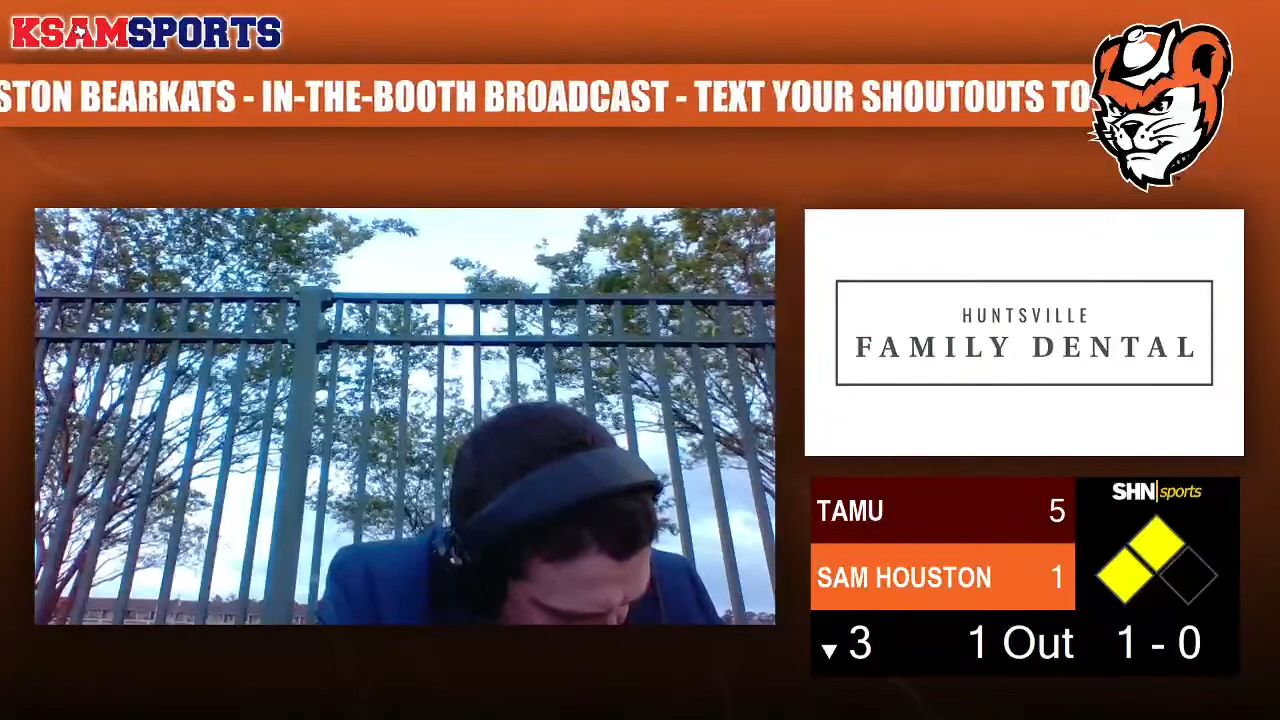 KSAMSPORTS
STON BEARKATS - IN-THE-BOOTH BROADCAST - TEXT YOUR SHOUTOUTS TO
HUNTSVILLE
FAMILY DENTAL
SHN|sports
TAMU 5
SAM HOUSTON 1
▼ 3 1 Out 1 - 0